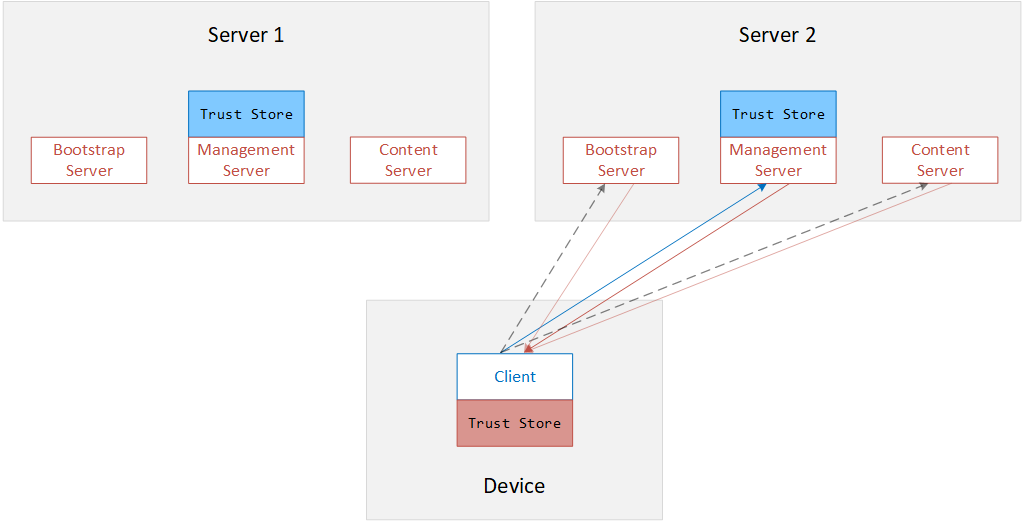 Server 1
Trust Store
Bootstrap
Server
Management
Server
Content
Server
Server 2
Trust Store
Bootstrap
Server
Management
Server
Content
Server
Client
Trust Store
Device